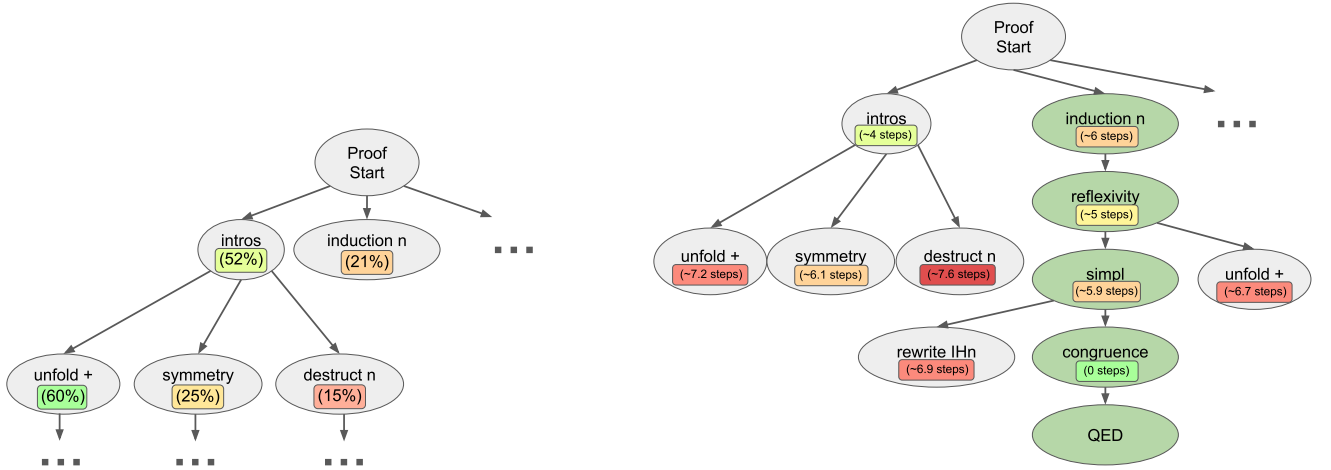 Proof
Start
intros
(52%)
induction n
(21%)
unfold +
(60%)
symmetry
(25%)
destruct n
(15%)
Proof
Start
intros
(~4 steps)
induction n
(~6 steps)
reflexivity
(~5 steps)
unfold +
(~7.2 steps)
symmetry
(~6.1 steps)
destruct n
(~7.6 steps)
simpl
(~5.9 steps)
unfold +
(~6.7 steps)
rewrite IHn
(~6.9 steps)
congruence
(0 steps)
QED